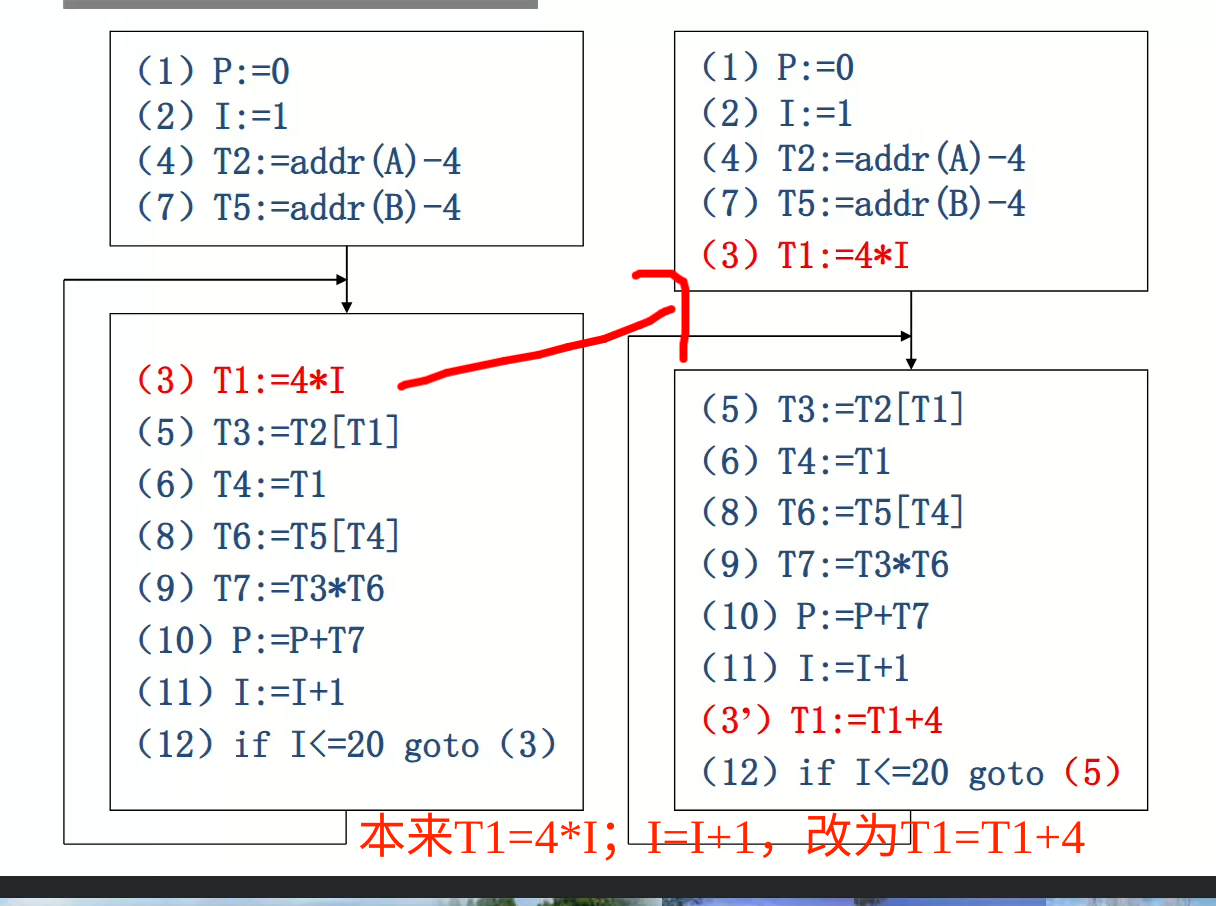 （1）P:=0
（2）I:=1
（4）T2:=addr(A)-4
（7）T5:=addr(B)-4
（3）T1:=4*I
（5）T3:=T2[T1]
（6）T4:=T1
（8）T6:=T5[T4]
（9）T7:=T3*T6
（10）P:=P+T7
（11）I:=I+1
（12）if I<=20 goto（3）
（1）P:=0
（2）I:=1
（4）T2:=addr(A)-4
（7）T5:=addr(B)-4
（3）T1:=4*I
（5）T3:=T2[T1]
（6）T4:=T1
（8）T6:=T5[T4]
（9）T7:=T3*T6
（10）P:=P+T7
（11）I:=I+1
（3’）T1:=T1+4
（12）if I<=20 goto（5）
本来T1=4*I；I=I+1，改为T1=T1+4